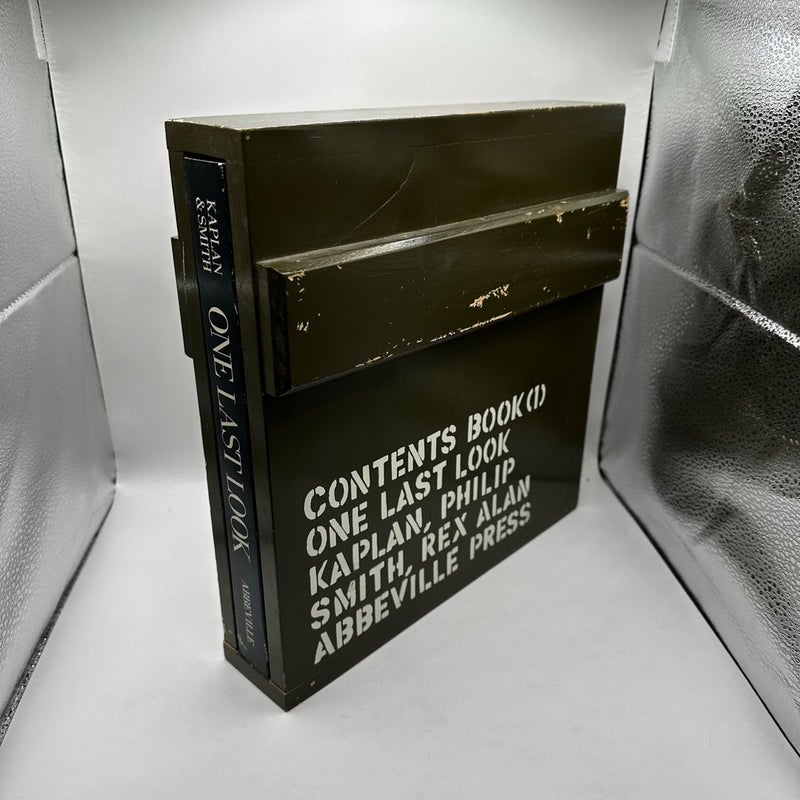 KAPLAN
& SMITH
ONE LAST LOOK
ABBEVILLE
CONTENTS BOOK (1)
ONE LAST LOOK
KAPLAN, PHILIP
SMITH, REX ALAN
ABBEVILLE PRESS